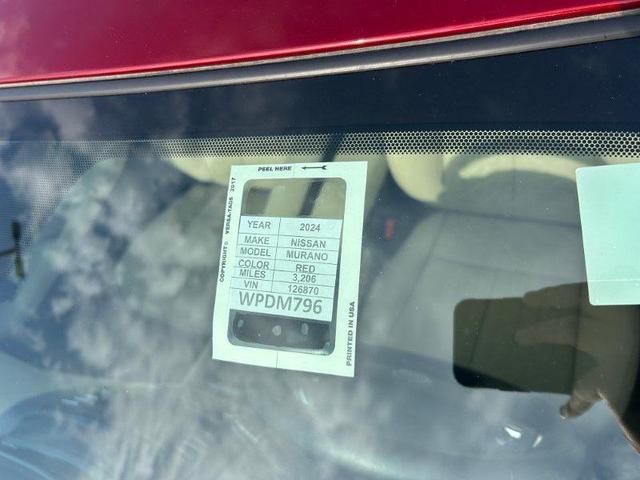 PEEL HERE
COPYRIGHT© VERSA-TAGS 2017
YEAR 2024
MAKE NISSAN
MODEL MURANO
COLOR RED
MILES 3,206
VIN 126870
WPDM796
PRINTED IN USA